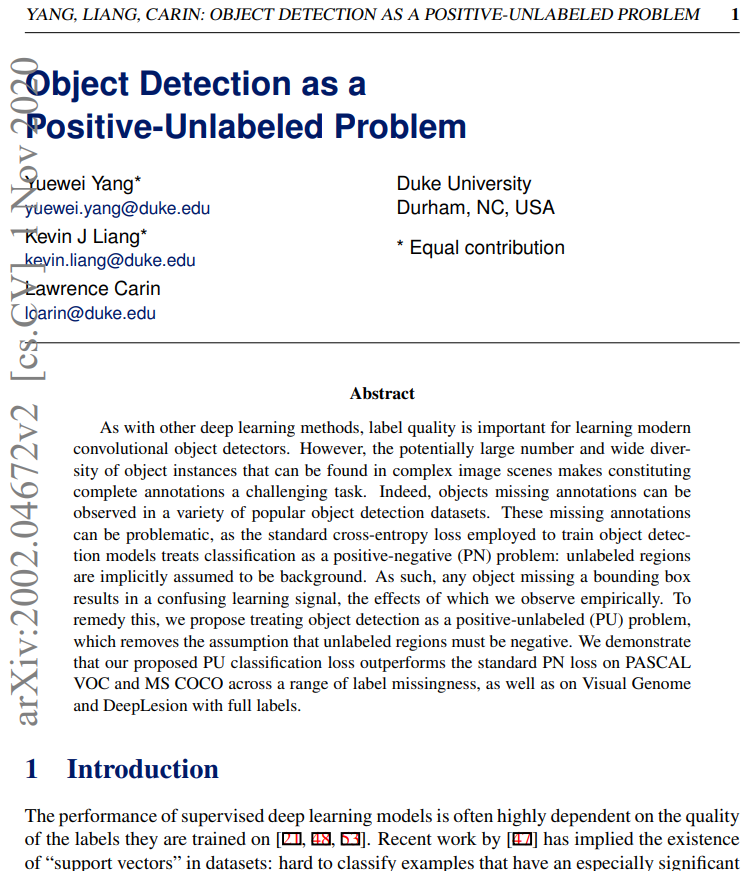 YANG, LIANG, CARIN: OBJECT DETECTION AS A POSITIVE-UNLABELED PROBLEM 1
arXiv:2002.04672v2 [cs.CV] 1 Nov 2020
Object Detection as a
Positive-Unlabeled Problem
Yuewei Yang*
yuewei.yang@duke.edu
Kevin J Liang*
kevin.liang@duke.edu
Lawrence Carin
lcarin@duke.edu
Duke University
Durham, NC, USA
* Equal contribution
Abstract
As with other deep learning methods, label quality is important for learning modern
convolutional object detectors. However, the potentially large number and wide diver-
sity of object instances that can be found in complex image scenes makes constituting
complete annotations a challenging task. Indeed, objects missing annotations can be
observed in a variety of popular object detection datasets. These missing annotations
can be problematic, as the standard cross-entropy loss employed to train object detec-
tion models treats classification as a positive-negative (PN) problem: unlabeled regions
are implicitly assumed to be background. As such, any object missing a bounding box
results in a confusing learning signal, the effects of which we observe empirically. To
remedy this, we propose treating object detection as a positive-unlabeled (PU) problem,
which removes the assumption that unlabeled regions must be negative. We demonstrate
that our proposed PU classification loss outperforms the standard PN loss on PASCAL
VOC and MS COCO across a range of label missingness, as well as on Visual Genome
and DeepLesion with full labels.
1 Introduction
The performance of supervised deep learning models is often highly dependent on the quality
of the labels they are trained on [21, 48, 53]. Recent work by [47] has implied the existence
of “support vectors” in datasets: hard to classify examples that have an especially significant